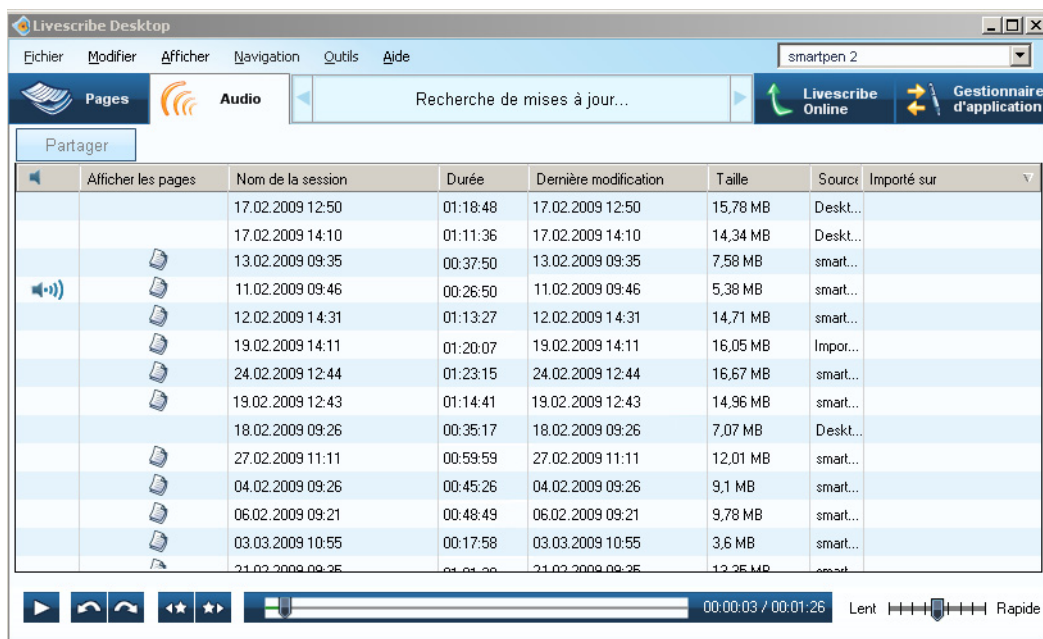 Livescribe Desktop
Fichier Modifier Afficher Navigation Outils Aide smartpen 2
Pages Audio Recherche de mises à jour... Livescribe Online Gestionnaire d'application
Partager
Afficher les pages Nom de la session Durée Dernière modification Taille Source Importé sur
17.02.2009 12:50 01:18:48 17.02.2009 12:50 15,78 MB Deskt...
17.02.2009 14:10 01:11:36 17.02.2009 14:10 14,34 MB Deskt...
13.02.2009 09:35 00:37:50 13.02.2009 09:35 7,58 MB smart...
11.02.2009 09:46 00:26:50 11.02.2009 09:46 5,38 MB smart...
12.02.2009 14:31 01:13:27 12.02.2009 14:31 14,71 MB smart...
19.02.2009 14:11 01:20:07 19.02.2009 14:11 16,05 MB Impor...
24.02.2009 12:44 01:23:15 24.02.2009 12:44 16,67 MB smart...
19.02.2009 12:43 01:14:41 19.02.2009 12:43 14,96 MB smart...
18.02.2009 09:26 00:35:17 18.02.2009 09:26 7,07 MB Deskt...
27.02.2009 11:11 00:59:59 27.02.2009 11:11 12,01 MB smart...
04.02.2009 09:26 00:45:26 04.02.2009 09:26 9,1 MB smart...
06.02.2009 09:21 00:48:49 06.02.2009 09:21 9,78 MB smart...
03.03.2009 10:55 00:17:58 03.03.2009 10:55 3,6 MB smart...
00:00:03 / 00:01:26 Lent Rapide